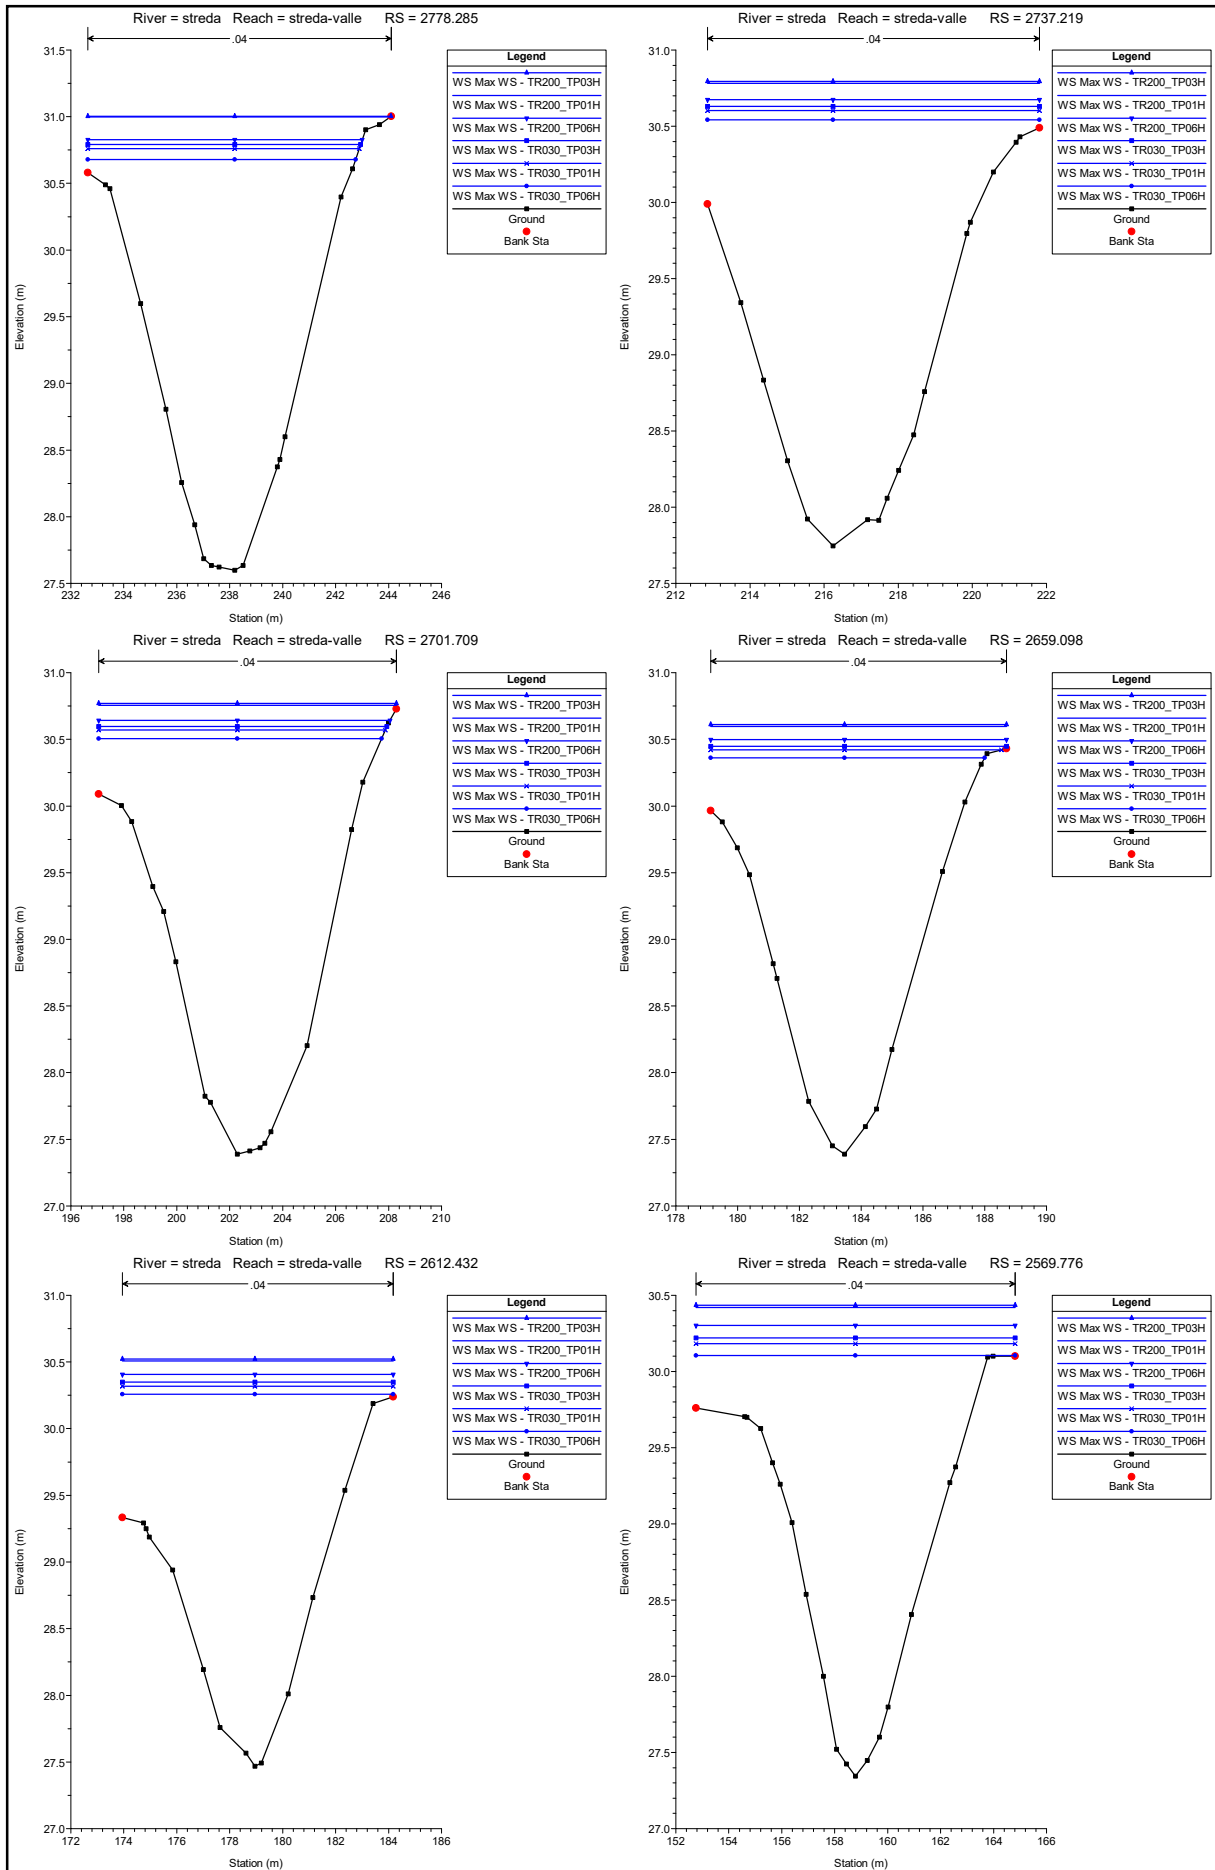 River = streda Reach = streda-valle RS = 2778.285
.04
31.5
31.0
30.5
30.0
29.5
29.0
28.5
28.0
27.5
232
234
236
238
240
242
244
246
Elevation (m)
Station (m)
Legend
WS Max WS - TR200_TP03H
WS Max WS - TR200_TP01H
WS Max WS - TR200_TP06H
WS Max WS - TR030_TP03H
WS Max WS - TR030_TP01H
WS Max WS - TR030_TP06H
Ground
Bank Sta
River = streda Reach = streda-valle RS = 2737.219
.04
31.0
30.5
30.0
29.5
29.0
28.5
28.0
27.5
212
214
216
218
220
222
Elevation (m)
Station (m)
Legend
WS Max WS - TR200_TP03H
WS Max WS - TR200_TP01H
WS Max WS - TR200_TP06H
WS Max WS - TR030_TP03H
WS Max WS - TR030_TP01H
WS Max WS - TR030_TP06H
Ground
Bank Sta
River = streda Reach = streda-valle RS = 2701.709
.04
31.0
30.5
30.0
29.5
29.0
28.5
28.0
27.5
27.0
196
198
200
202
204
206
208
210
Elevation (m)
Station (m)
Legend
WS Max WS - TR200_TP03H
WS Max WS - TR200_TP01H
WS Max WS - TR200_TP06H
WS Max WS - TR030_TP03H
WS Max WS - TR030_TP01H
WS Max WS - TR030_TP06H
Ground
Bank Sta
River = streda Reach = streda-valle RS = 2659.098
.04
31.0
30.5
30.0
29.5
29.0
28.5
28.0
27.5
27.0
178
180
182
184
186
188
190
Elevation (m)
Station (m)
Legend
WS Max WS - TR200_TP03H
WS Max WS - TR200_TP01H
WS Max WS - TR200_TP06H
WS Max WS - TR030_TP03H
WS Max WS - TR030_TP01H
WS Max WS - TR030_TP06H
Ground
Bank Sta
River = streda Reach = streda-valle RS = 2612.432
.04
31.0
30.5
30.0
29.5
29.0
28.5
28.0
27.5
27.0
172
174
176
178
180
182
184
186
Elevation (m)
Station (m)
Legend
WS Max WS - TR200_TP03H
WS Max WS - TR200_TP01H
WS Max WS - TR200_TP06H
WS Max WS - TR030_TP03H
WS Max WS - TR030_TP01H
WS Max WS - TR030_TP06H
Ground
Bank Sta
River = streda Reach = streda-valle RS = 2569.776
.04
30.5
30.0
29.5
29.0
28.5
28.0
27.5
27.0
152
154
156
158
160
162
164
166
Elevation (m)
Station (m)
Legend
WS Max WS - TR200_TP03H
WS Max WS - TR200_TP01H
WS Max WS - TR200_TP06H
WS Max WS - TR030_TP03H
WS Max WS - TR030_TP01H
WS Max WS - TR030_TP06H
Ground
Bank Sta